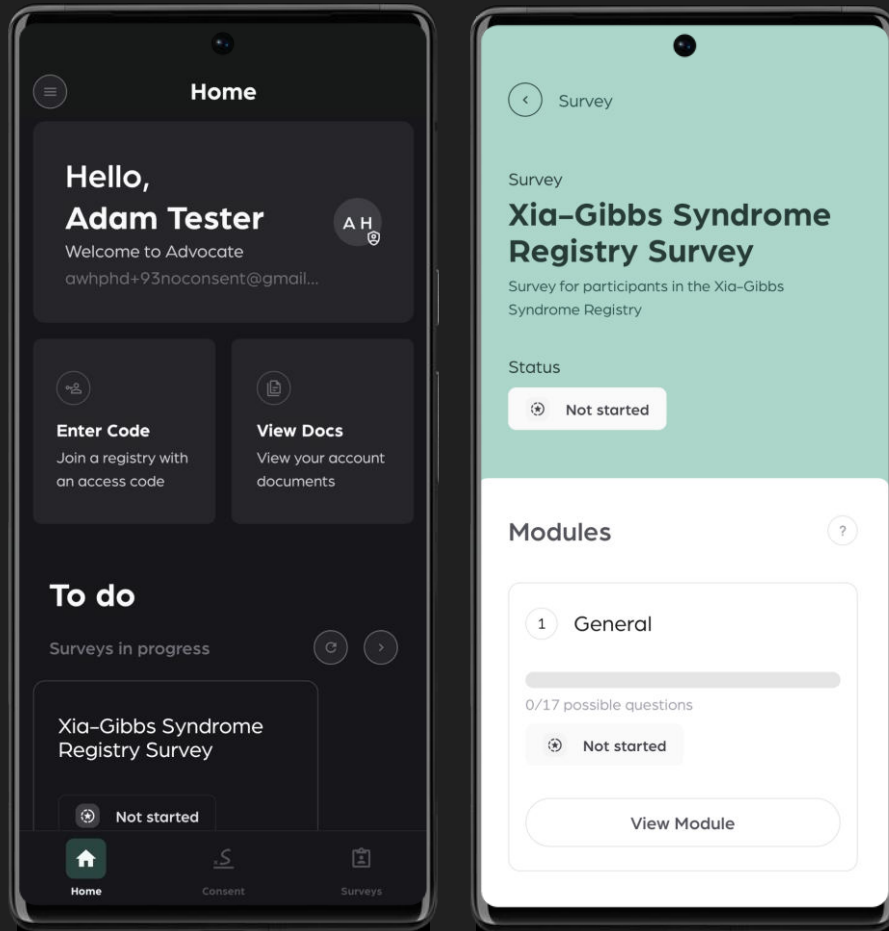 Home
Hello,
Adam Tester
A H
Welcome to Advocate
awhphd+93noconsent@gmail...
Enter Code
Join a registry with
an access code
View Docs
View your account
documents
To do
Surveys in progress
Xia-Gibbs Syndrome
Registry Survey
Not started
Home
Consent
Surveys
Survey
Survey
Xia-Gibbs Syndrome
Registry Survey
Survey for participants in the Xia-Gibbs
Syndrome Registry
Status
Not started
Modules
?
1 General
0/17 possible questions
Not started
View Module